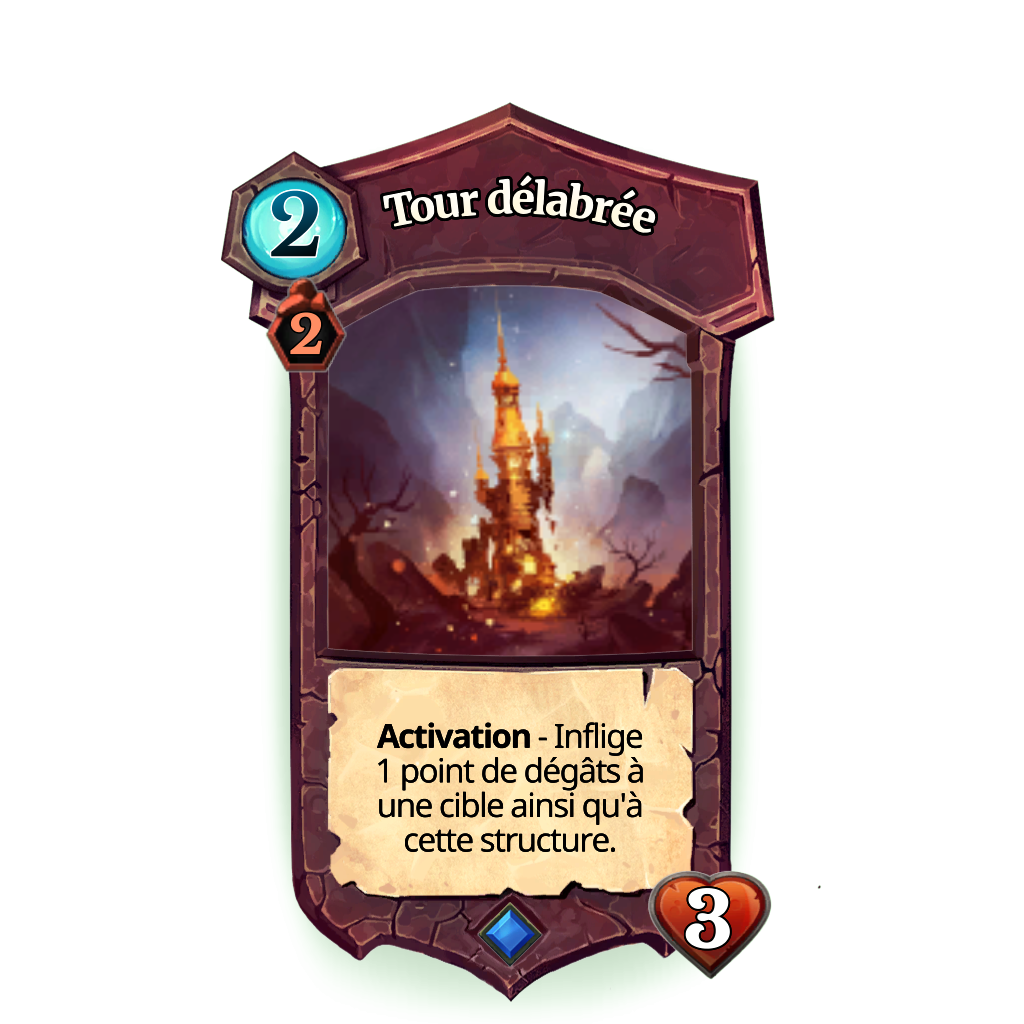 Tour délabrée
2
2
Activation - Inflige
1 point de dégâts à
une cible ainsi qu'à
cette structure.
3